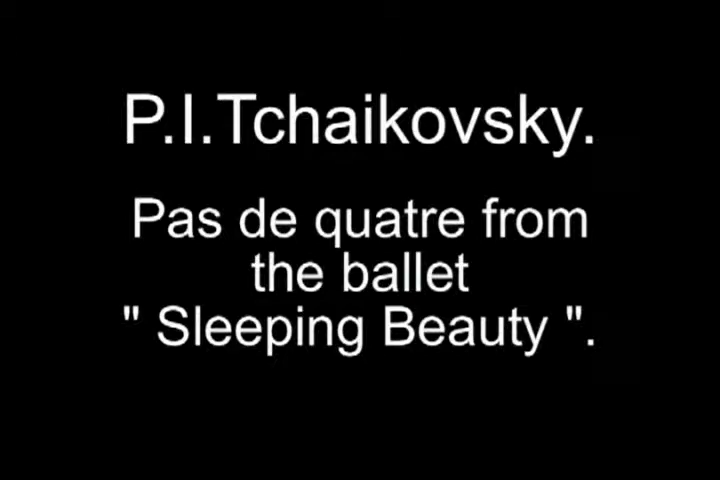 P.I.Tchaikovsky.
Pas de quatre from
the ballet
" Sleeping Beauty ".